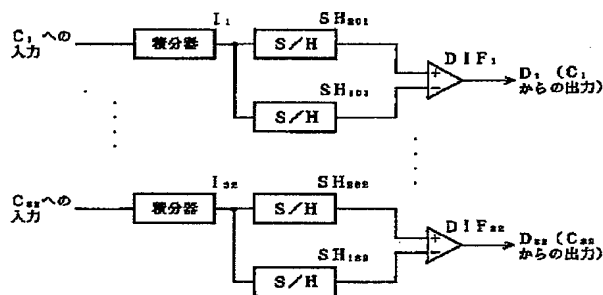 C₁への
入力
I₁
積分器
SH₂₀₁
S/H
SH₁₀₁
S/H
DIF₁
+
−
D₁ (C₁
からの出力)
C₃₂への
入力
I₃₂
積分器
S/H
S/H
DIF₃₂
+
−
D₃₂ (C₃₂
からの出力)